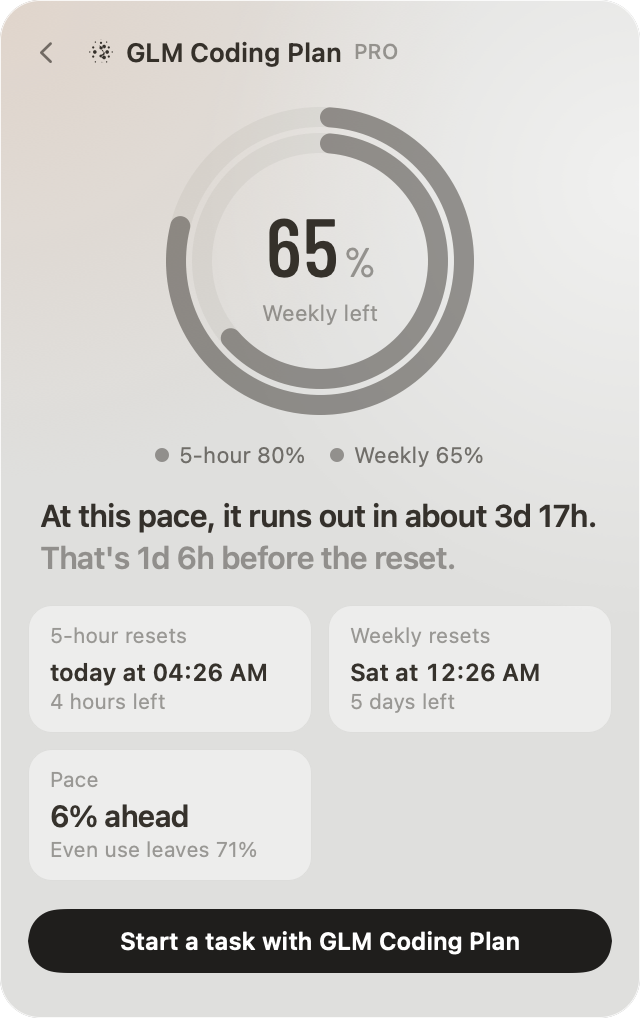 GLM Coding Plan PRO
65 %
Weekly left
5-hour 80% Weekly 65%
At this pace, it runs out in about 3d 17h.
That's 1d 6h before the reset.
5-hour resets
today at 04:26 AM
4 hours left
Weekly resets
Sat at 12:26 AM
5 days left
Pace
6% ahead
Even use leaves 71%
Start a task with GLM Coding Plan